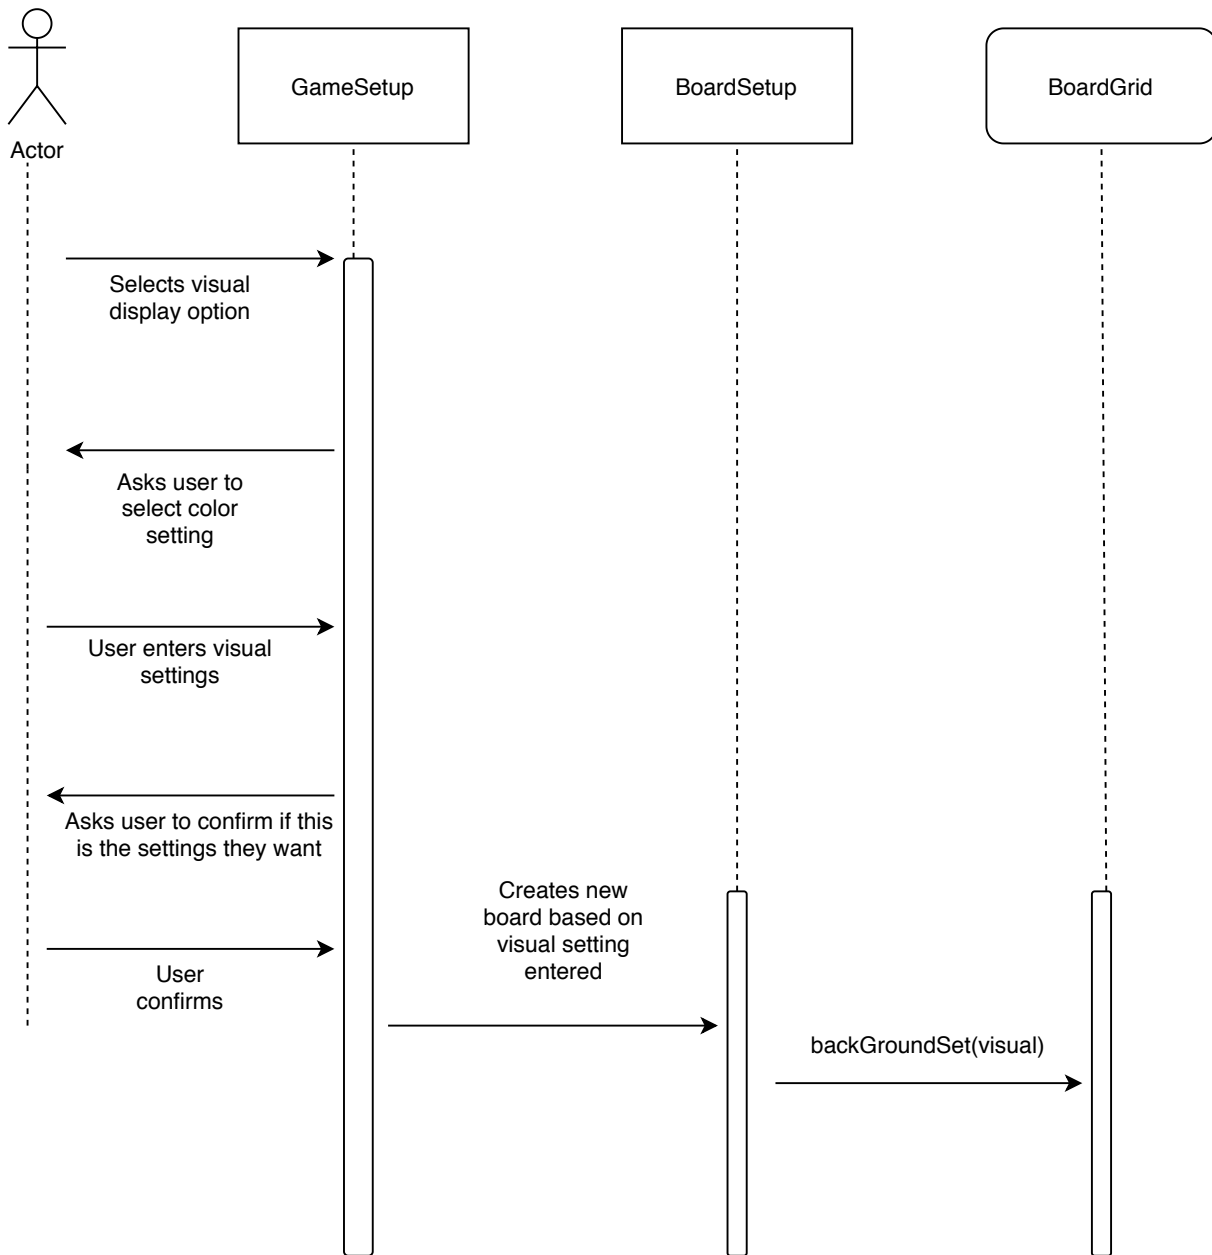 Actor
GameSetup
BoardSetup
BoardGrid
Selects visual
display option
Asks user to
select color
setting
User enters visual
settings
Asks user to confirm if this
is the settings they want
User
confirms
Creates new
board based on
visual setting
entered
backGroundSet(visual)